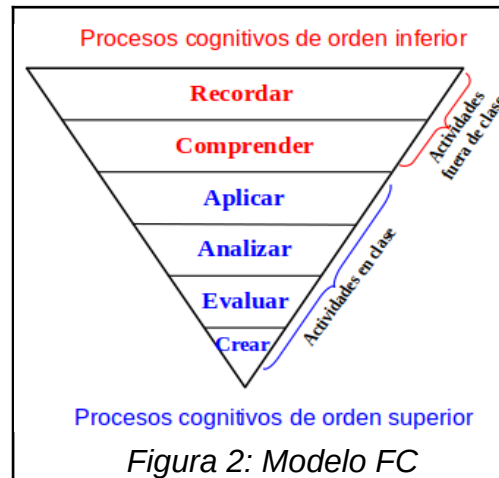 Procesos cognitivos de orden inferior
Recordar
Comprender
Actividades
fuera de clase
Aplicar
Analizar
Evaluar
Crear
Actividades en clase
Procesos cognitivos de orden superior
Figura 2: Modelo FC